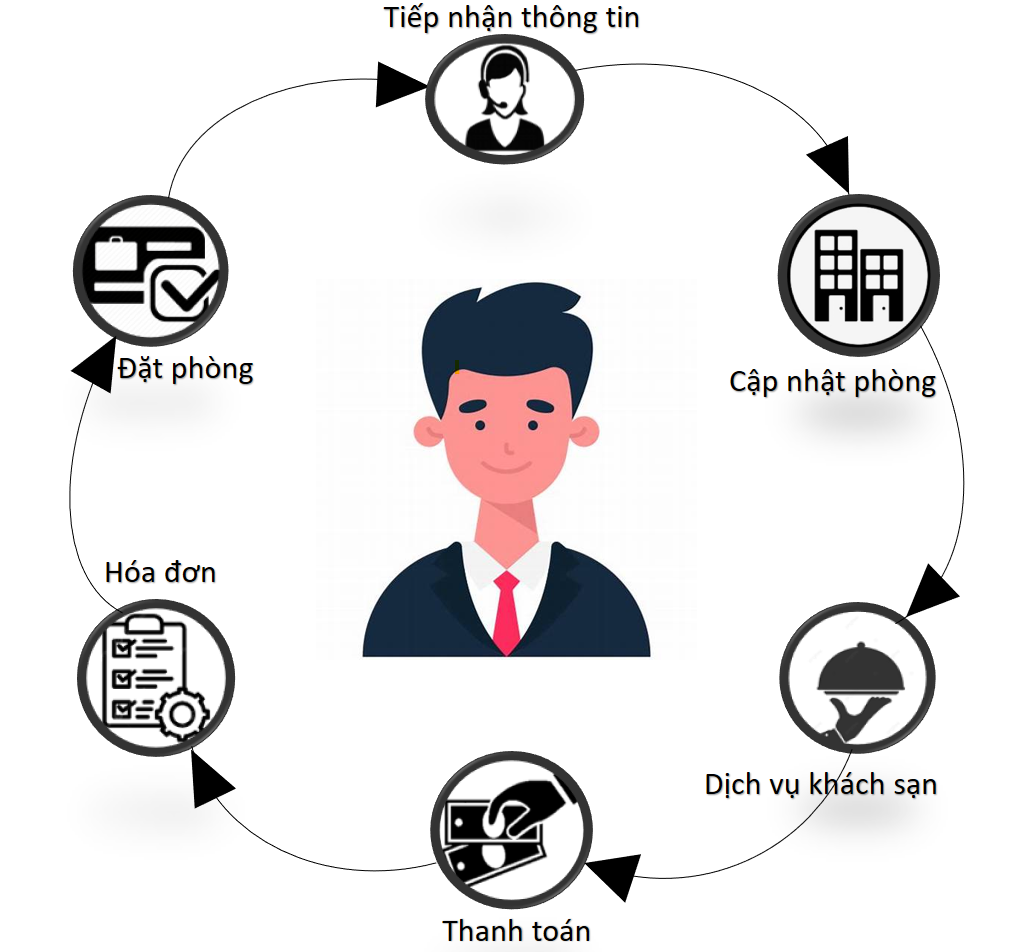 Tiếp nhận thông tin
Đặt phòng
Cập nhật phòng
Hóa đơn
Dịch vụ khách sạn
Thanh toán